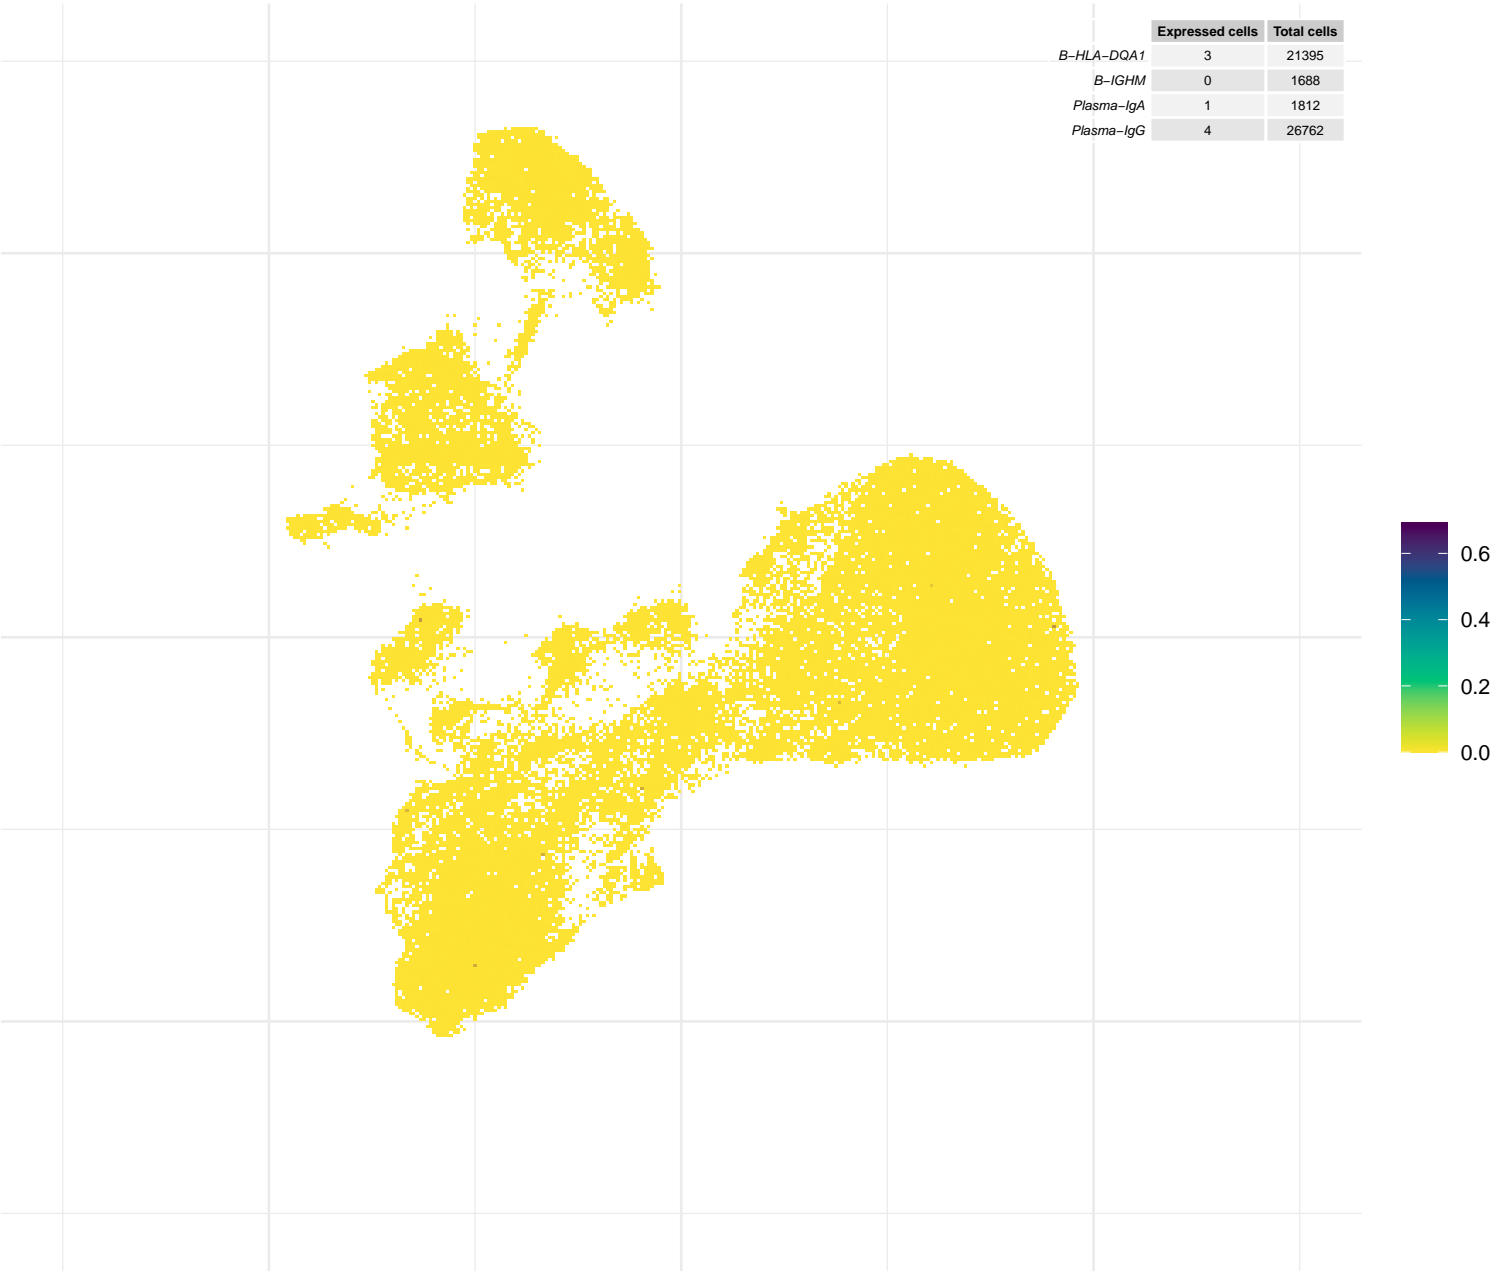 Expressed cells Total cells
B−HLA−DQA1 3 21395
B−IGHM 0 1688
Plasma−IgA 1 1812
Plasma−IgG 4 26762
0.6
0.4
0.2
0.0